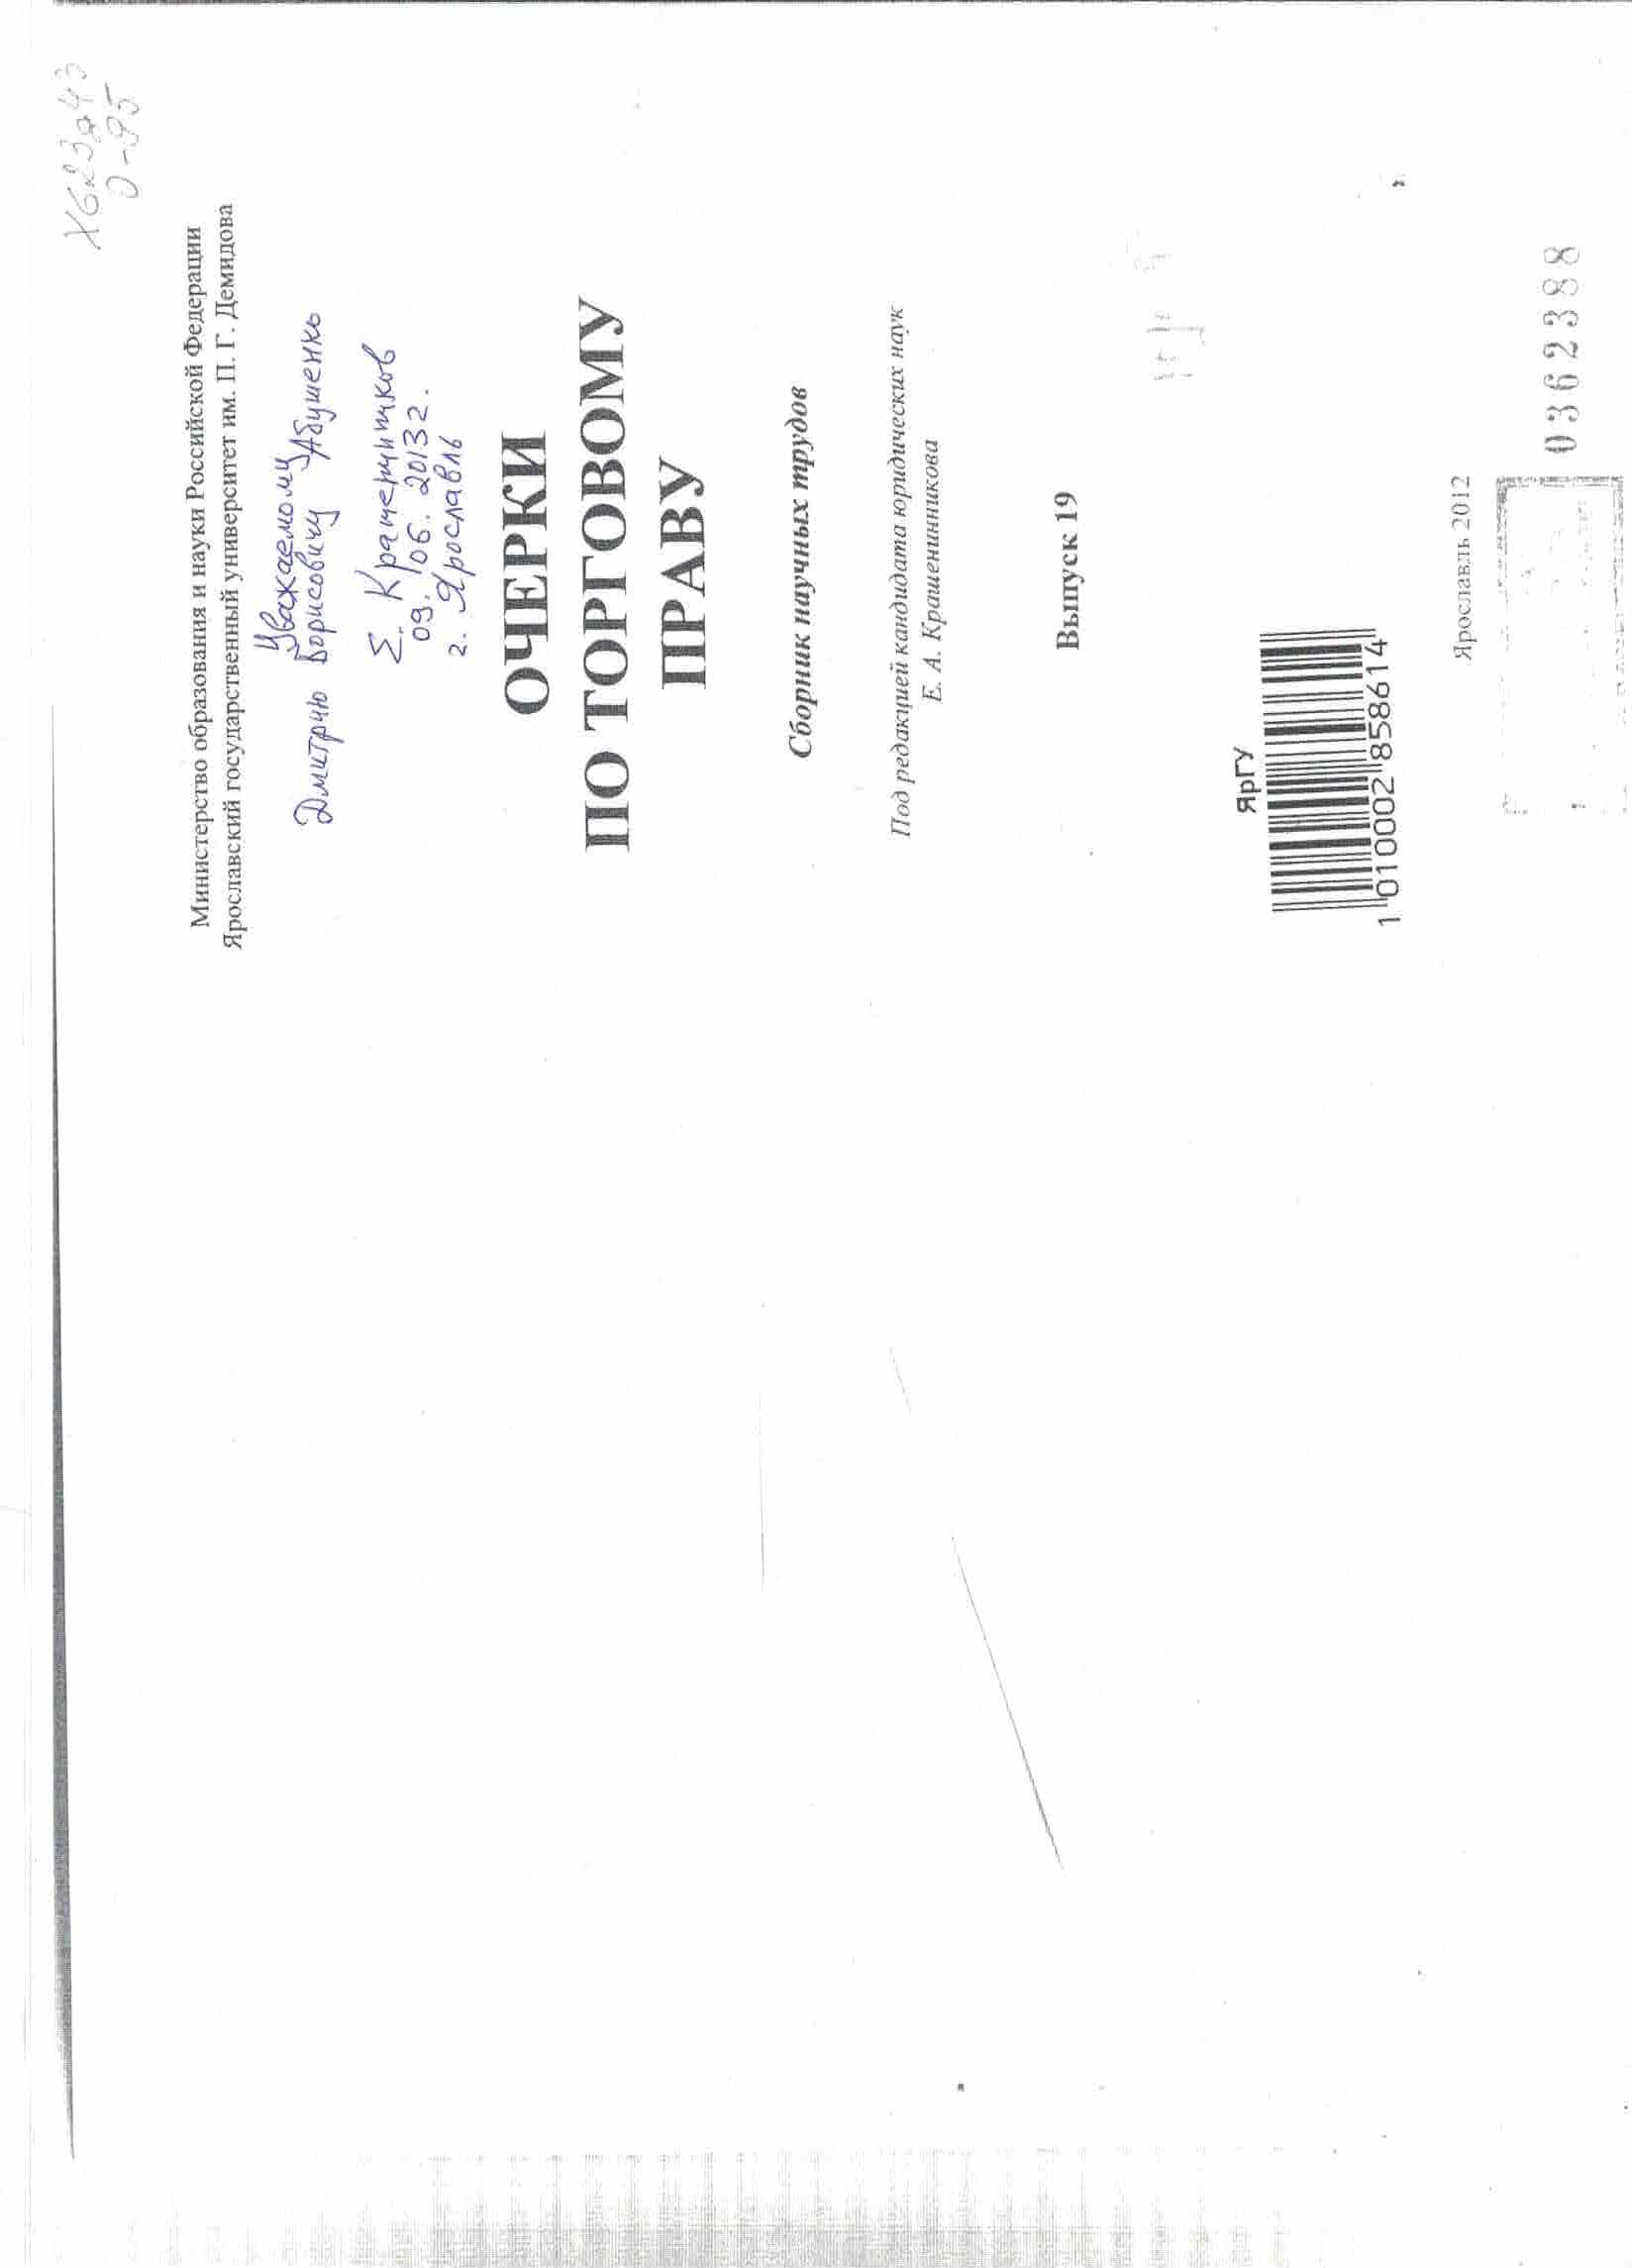 Х623я43
О-95
Министерство образования и науки Российской Федерации
Ярославский государственный университет им. П. Г. Демидова
Уважаемому
Дмитрию Борисовичу Абушенко
Е. Крашенинников
09. 06. 2013г.
г. Ярославль
ОЧЕРКИ
ПО ТОРГОВОМУ
ПРАВУ
Сборник научных трудов
Под редакцией кандидата юридических наук
Е. А. Крашенинникова
Выпуск 19
ЯрГУ
1 010002 858614
Ярославль 2012
0362388